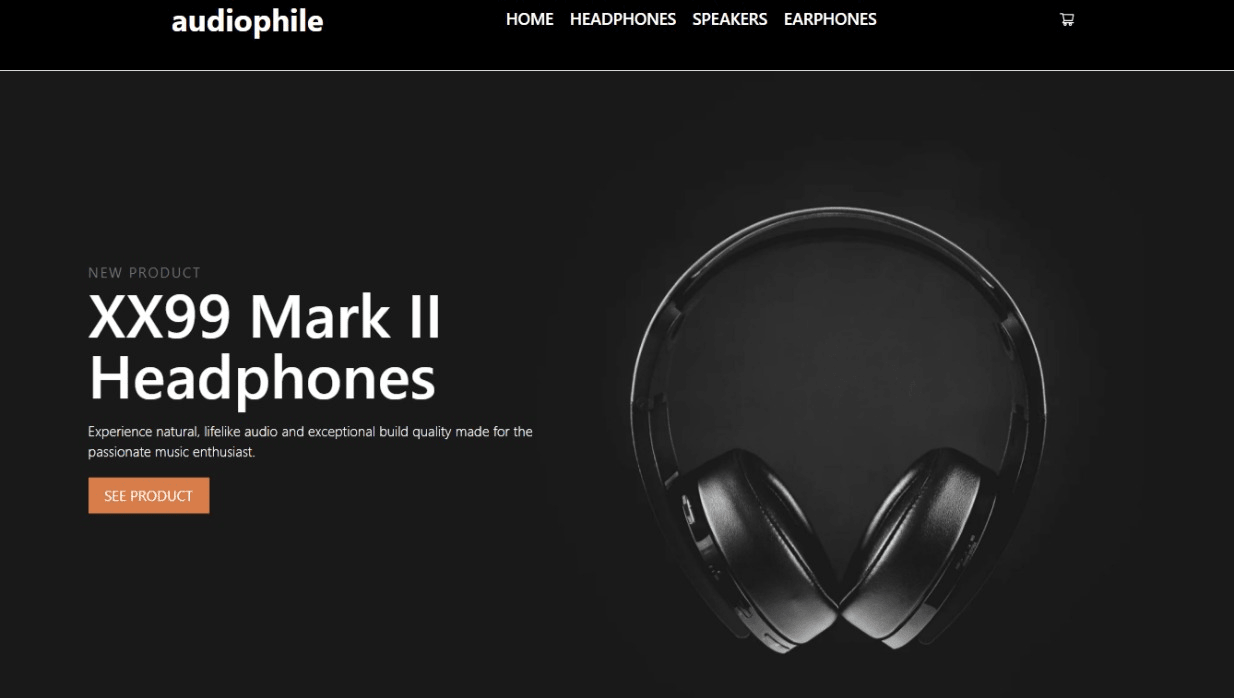 audiophile
HOME HEADPHONES SPEAKERS EARPHONES
NEW PRODUCT
XX99 Mark II
Headphones
Experience natural, lifelike audio and exceptional build quality made for the
passionate music enthusiast.
SEE PRODUCT